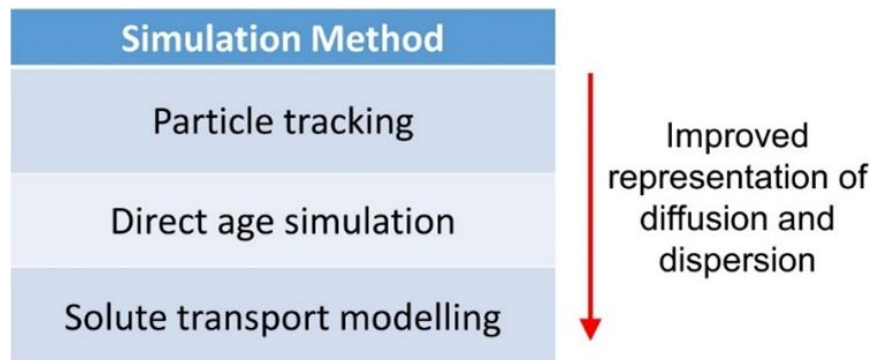 Simulation Method
Particle tracking
Direct age simulation
Solute transport modelling
Improved
representation of
diffusion and
dispersion